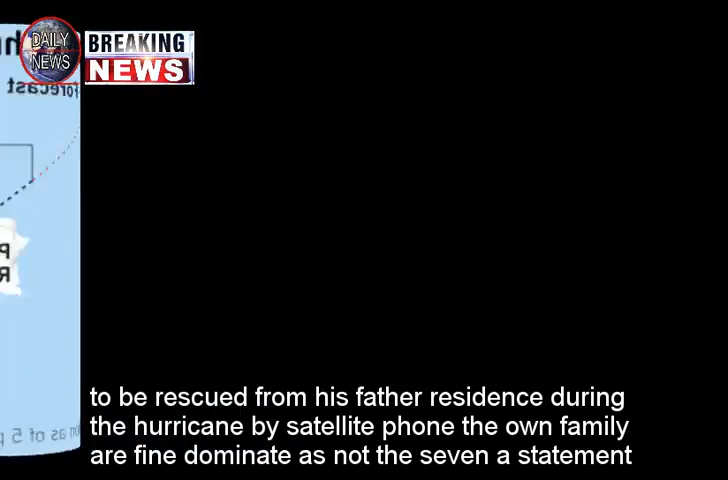 DAILY
NEWS
BREAKING
NEWS
forecast
to be rescued from his father residence during
the hurricane by satellite phone the own family
are fine dominate as not the seven a statement